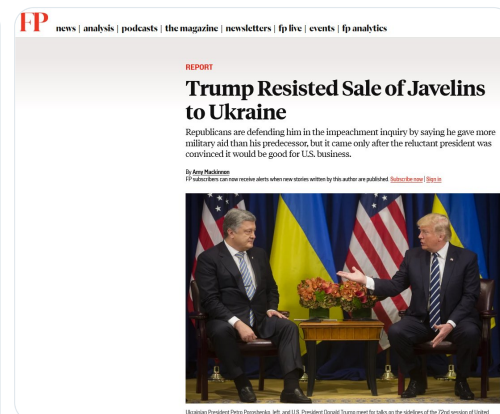 FP news | analysis | podcasts | the magazine | newsletters | fp live | events | fp analytics
REPORT
Trump Resisted Sale of Javelins
to Ukraine
Republicans are defending him in the impeachment inquiry by saying he gave more
military aid than his predecessor, but it came only after the reluctant president was
convinced it would be good for U.S. business.
By Amy Mackinnon
FP subscribers can now receive alerts when new stories written by this author are published. Subscribe now | Sign in
Ukrainian President Petro Poroshenko, left, and U.S. President Donald Trump meet for talks on the sidelines of the 72nd session of United